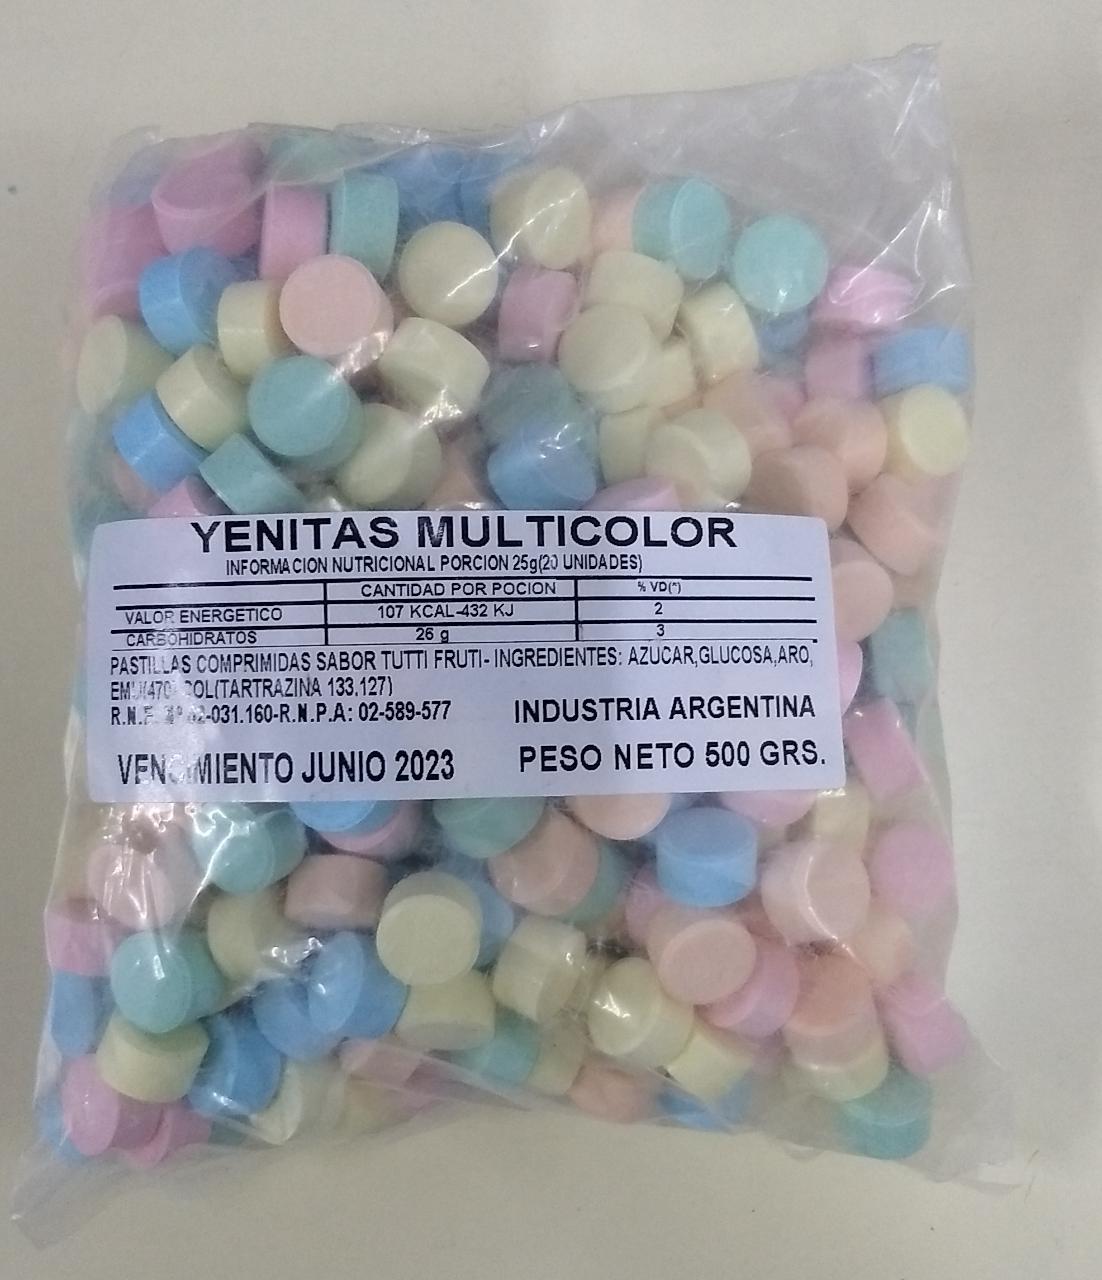 YENITAS MULTICOLOR
INFORMACION NUTRICIONAL PORCION 25g(20 UNIDADES)
CANTIDAD POR POCION % VD(*)
VALOR ENERGETICO 107 KCAL-432 KJ 2
CARBOHIDRATOS 26 g 3
PASTILLAS COMPRIMIDAS SABOR TUTTI FRUTI- INGREDIENTES: AZUCAR,GLUCOSA,ARO,
COL(TARTRAZINA 133,127)
02-031.160-R.N.P.A: 02-589-577
INDUSTRIA ARGENTINA
VENCIMIENTO JUNIO 2023
PESO NETO 500 GRS.